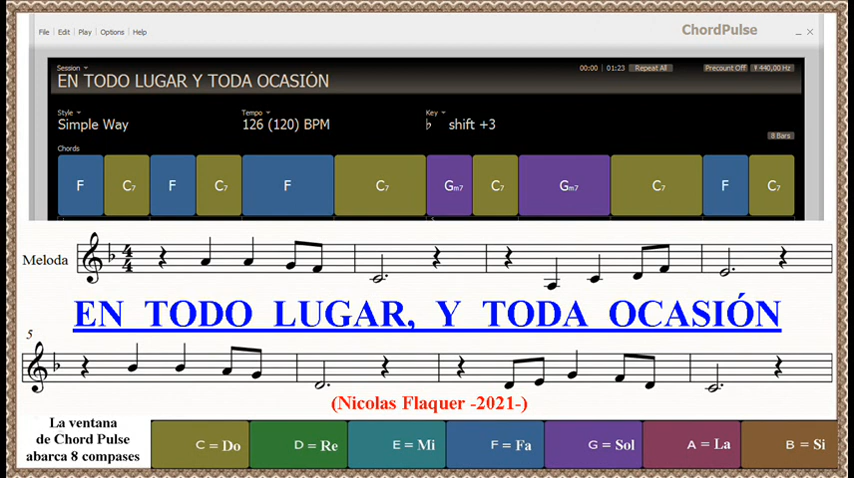 File Edit Play Options Help ChordPulse
Session
EN TODO LUGAR Y TODA OCASIÓN
00:00 | 01:23 Repeat All Precount Off 440,00 Hz
Style Tempo Key
Simple Way 126 (120) BPM ♭ shift +3
8 Bars
Chords
F C7 F C7 F C7 Gm7 C7 Gm7 C7 F C7
Meloda
4
4
EN TODO LUGAR, Y TODA OCASIÓN
5
(Nicolas Flaquer -2021-)
La ventana
de Chord Pulse
abarca 8 compases
C = Do D = Re E = Mi F = Fa G = Sol A = La B = Si